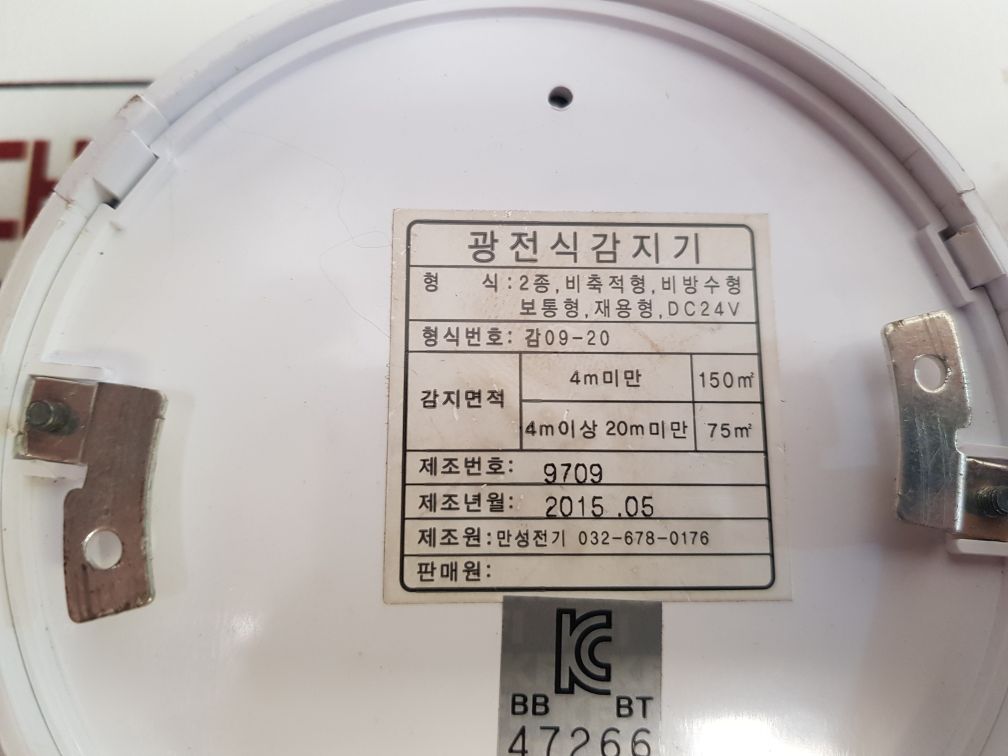 CH
광전식감지기
형 식: 2종, 비축적형, 비방수형
보통형, 재용형, DC24V
형식번호: 감09-20
감지면적
4m미만 150㎡
4m이상 20m미만 75㎡
제조번호: 9709
제조년월: 2015.05
제조원: 만성전기 032-678-0176
판매원:
KC
BB BT
47266